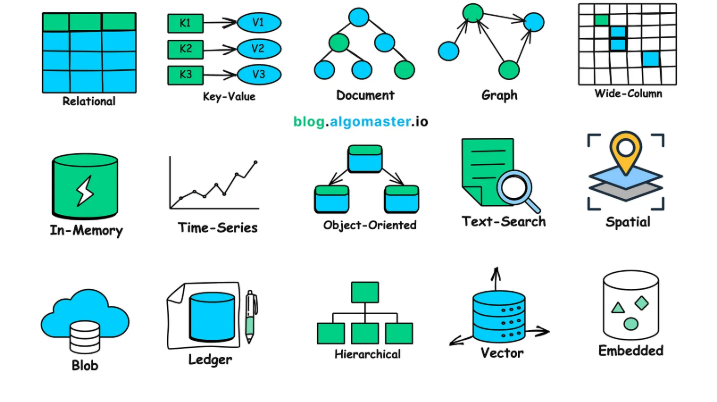 K1 V1
K2 V2
K3 V3
Relational
Key-Value
Document
Graph
Wide-Column
blog.algomaster.io
In-Memory
Time-Series
Object-Oriented
Text-Search
Spatial
Blob
Ledger
Hierarchical
Vector
Embedded